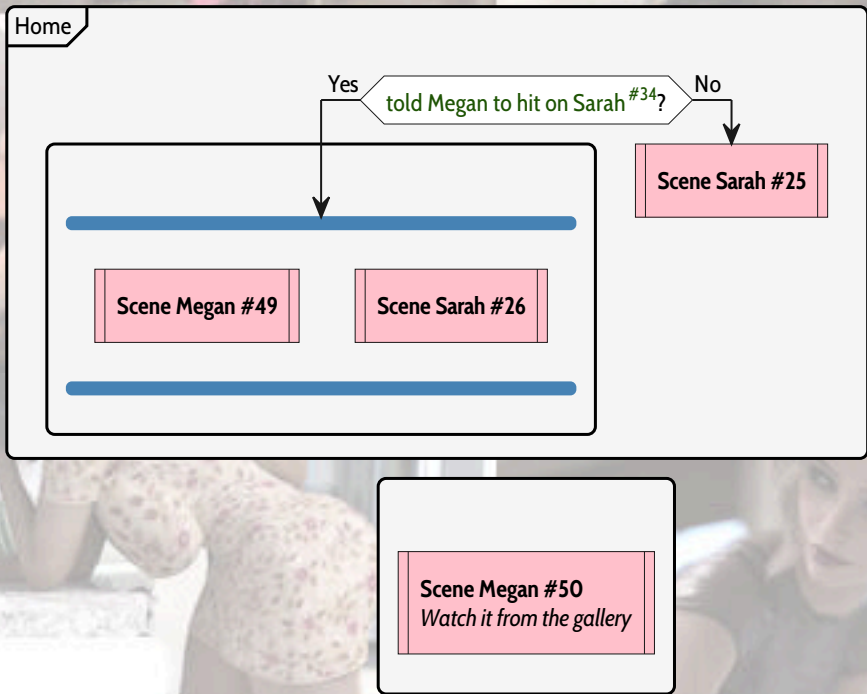 Home
Yes
told Megan to hit on Sarah #34?
No
Scene Sarah #25
Scene Megan #49
Scene Sarah #26
Scene Megan #50
Watch it from the gallery